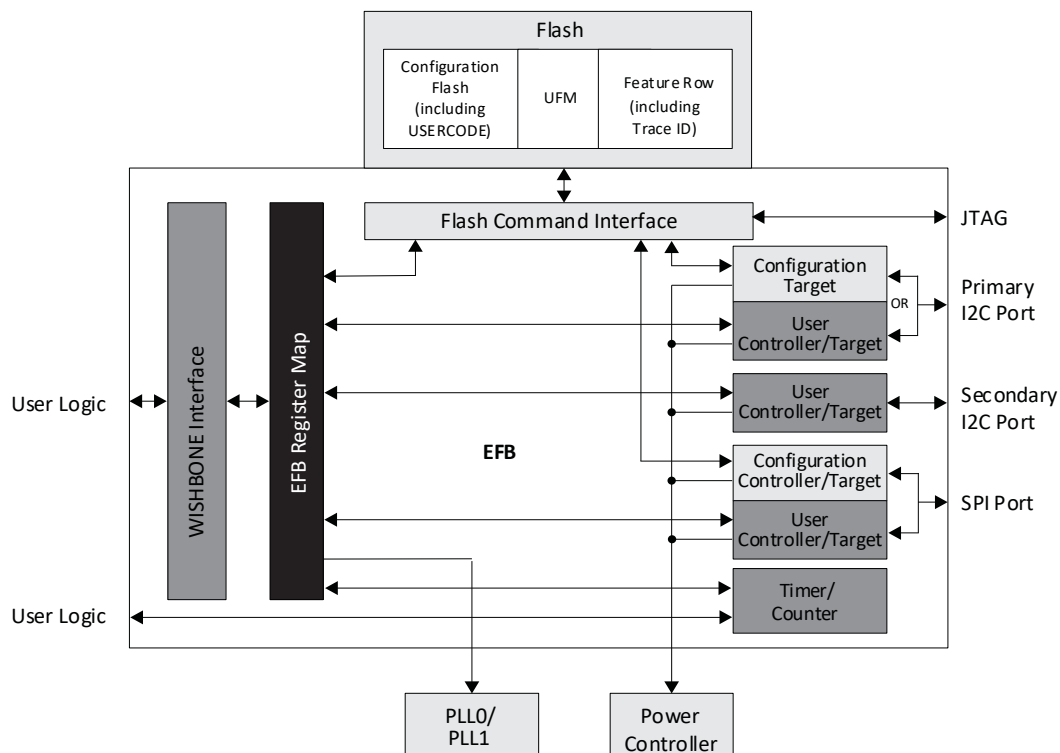 Flash
Configuration
Flash
(including
USERCODE)
UFM
Feature Row
(including
Trace ID)
Flash Command Interface
JTAG
Configuration
Target
OR
Primary
I2C Port
User
Controller/Target
WISHBONE Interface
EFB Register Map
User Logic
User
Controller/Target
Secondary
I2C Port
EFB
Configuration
Controller/Target
SPI Port
User
Controller/Target
Timer/
Counter
User Logic
PLL0/
PLL1
Power
Controller